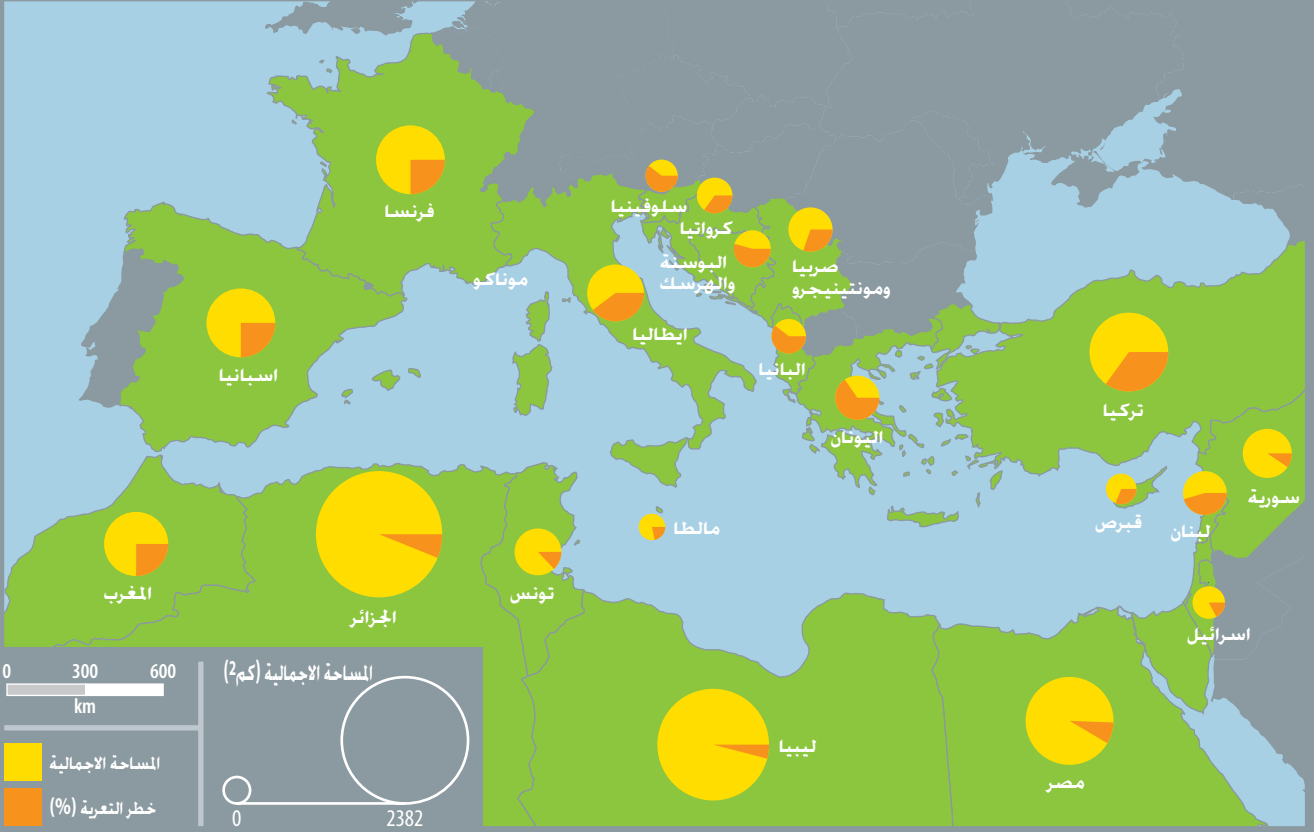 فرنسا
سلوفينيا
كرواتيا
البوسنة
والهرسك
صربيا
ومونتينيجرو
موناكو
ايطاليا
اسبانيا
البانيا
اليونان
تركيا
سورية
قبرص
لبنان
مالطا
المغرب
الجزائر
تونس
اسرائيل
ليبيا
مصر
0 300 600
km
المساحة الاجمالية (كم2)
0 2382
المساحة الاجمالية
خطر التعرية (%)